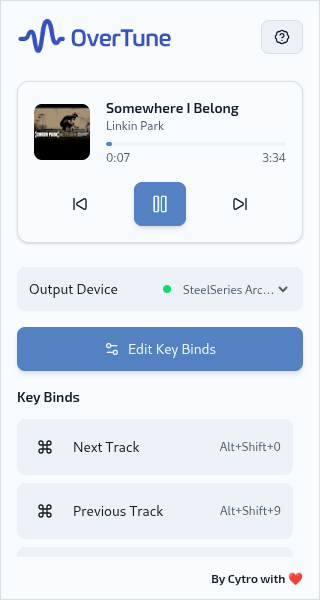 OverTune
Somewhere I Belong
Linkin Park
0:07
3:34
Output Device
SteelSeries Arc...
Edit Key Binds
Key Binds
Next Track
Alt+Shift+0
Previous Track
Alt+Shift+9
By Cytro with ❤️